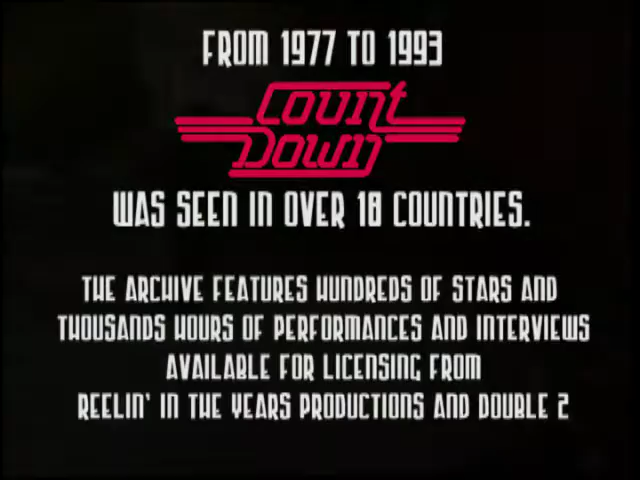 FROM 1977 TO 1993
Count
Down
WAS SEEN IN OVER 18 COUNTRIES.
THE ARCHIVE FEATURES HUNDREDS OF STARS AND
THOUSANDS HOURS OF PERFORMANCES AND INTERVIEWS
AVAILABLE FOR LICENSING FROM
REELIN' IN THE YEARS PRODUCTIONS AND DOUBLE 2